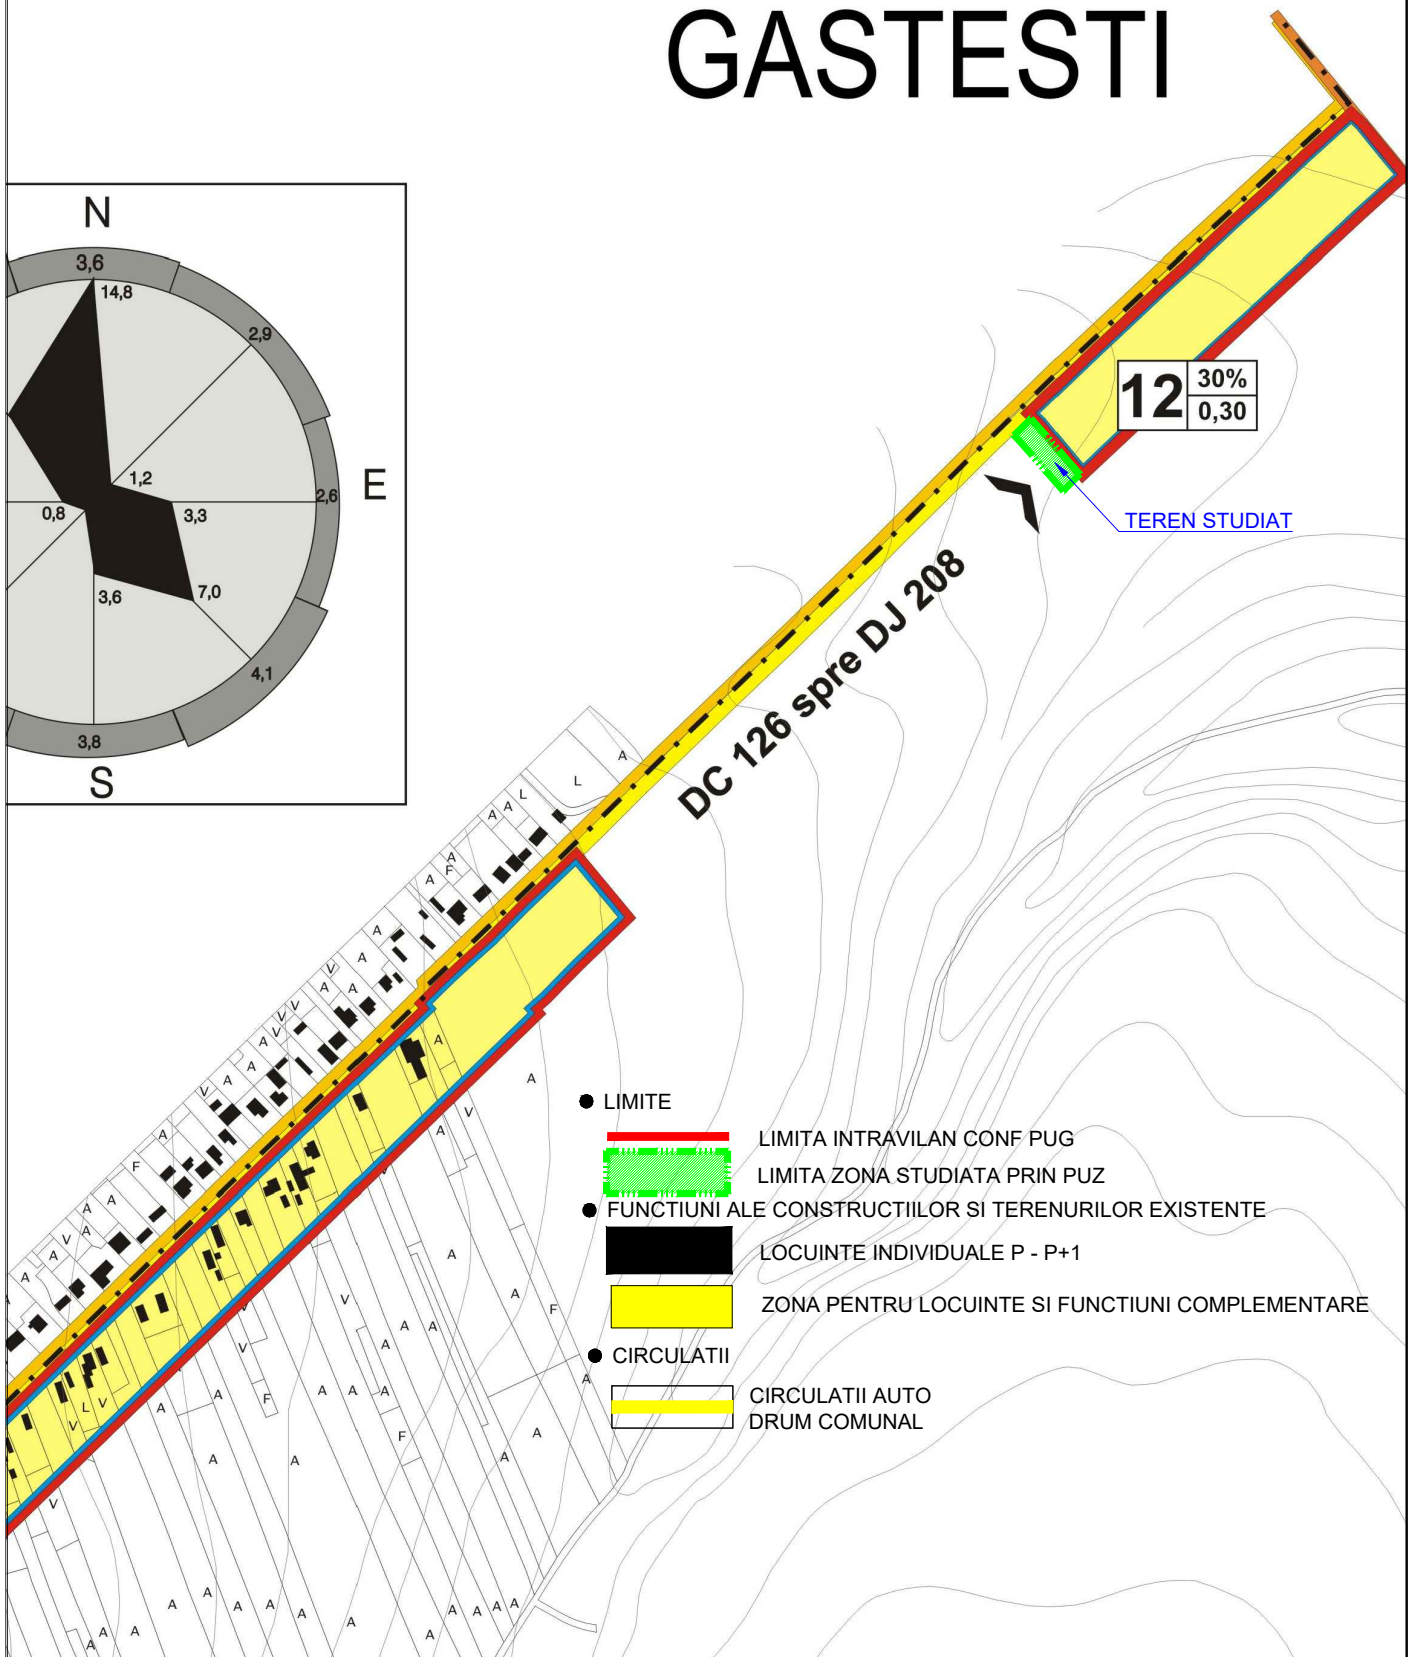 GASTESTI
N
3,6
14,8
2,9
1,2
E
2,6
0,8
3,3
3,6
7,0
4,1
3,8
S
12
30%
0,30
TEREN STUDIAT
DC 126 spre DJ 208
LIMITE
LIMITA INTRAVILAN CONF PUG
LIMITA ZONA STUDIATA PRIN PUZ
FUNCTIUNI ALE CONSTRUCTIILOR SI TERENURILOR EXISTENTE
LOCUINTE INDIVIDUALE P - P+1
ZONA PENTRU LOCUINTE SI FUNCTIUNI COMPLEMENTARE
CIRCULATII
CIRCULATII AUTO
DRUM COMUNAL